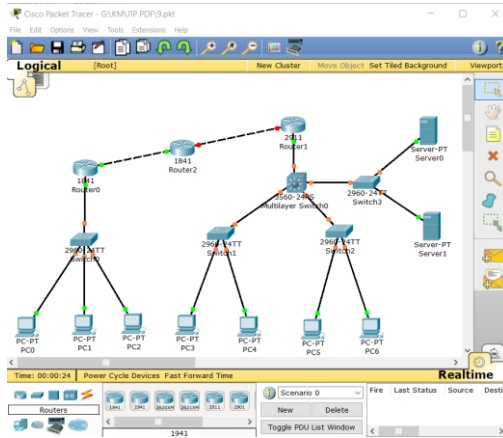 Cisco Packet Tracer - G:\КМ\ЛР PDF\9.pkt
File Edit Options View Tools Extensions Help
Logical [Root] New Cluster Move Object Set Tiled Background Viewport
2911
Router1
1841
Router2
1841
Router0
Server-PT
Server0
3560-24PS
Multilayer Switch0
2960-24TT
Switch3
2960-24TT
Switch0
2960-24TT
Switch1
2960-24TT
Switch2
Server-PT
Server1
PC-PT
PC0
PC-PT
PC1
PC-PT
PC2
PC-PT
PC3
PC-PT
PC4
PC-PT
PC5
PC-PT
PC6
Time: 00:00:24 Power Cycle Devices Fast Forward Time Realtime
Routers
1841 1941 2620XM 2621XM 2811 2901
1941
Scenario 0
New Delete
Toggle PDU List Window
Fire Last Status Source Desti